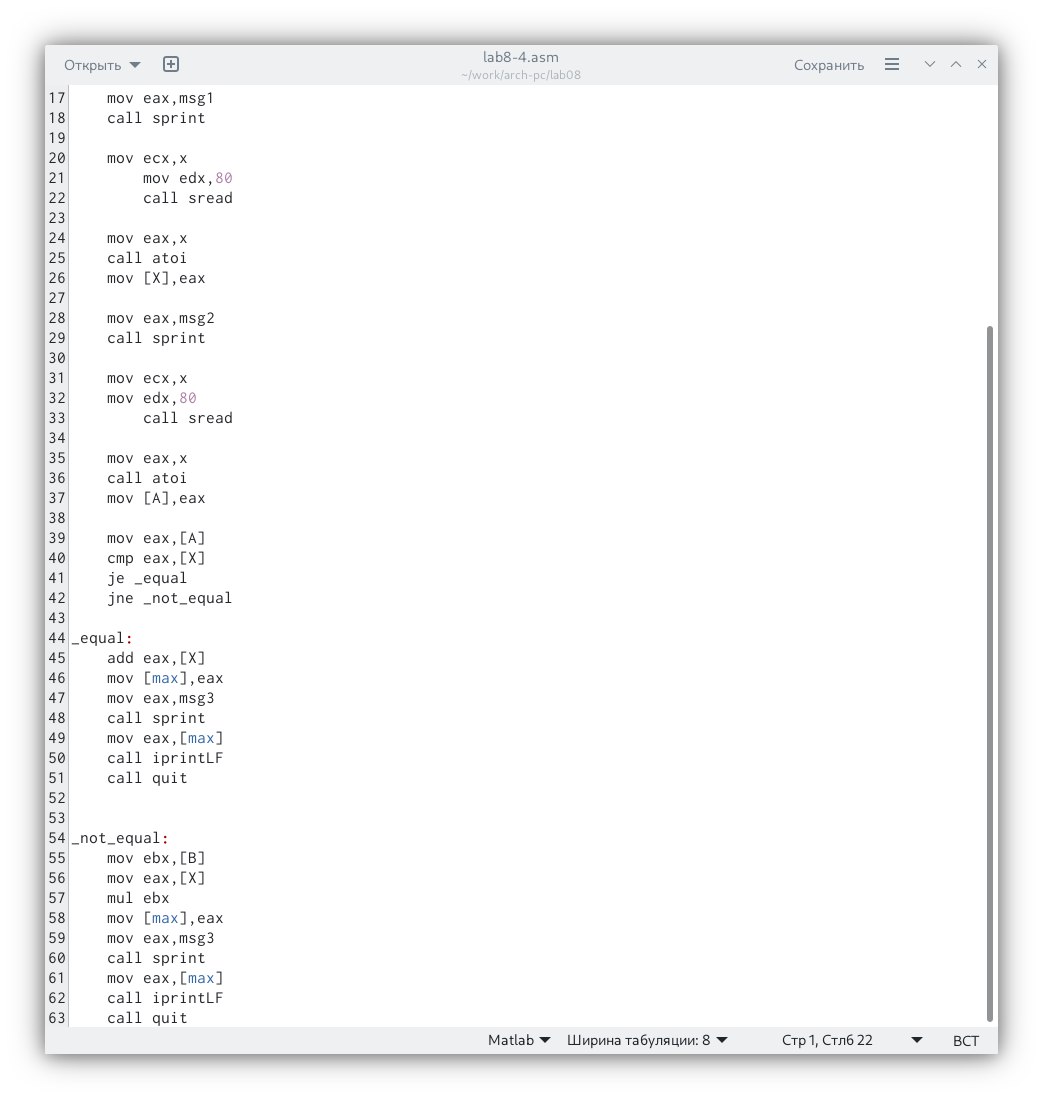 Открыть
lab8-4.asm
~/work/arch-pc/lab08
Сохранить
17 mov eax,msg1
18 call sprint
19
20 mov ecx,x
21 mov edx,80
22 call sread
23
24 mov eax,x
25 call atoi
26 mov [X],eax
27
28 mov eax,msg2
29 call sprint
30
31 mov ecx,x
32 mov edx,80
33 call sread
34
35 mov eax,x
36 call atoi
37 mov [A],eax
38
39 mov eax,[A]
40 cmp eax,[X]
41 je _equal
42 jne _not_equal
43
44 _equal:
45 add eax,[X]
46 mov [max],eax
47 mov eax,msg3
48 call sprint
49 mov eax,[max]
50 call iprintLF
51 call quit
52
53
54 _not_equal:
55 mov ebx,[B]
56 mov eax,[X]
57 mul ebx
58 mov [max],eax
59 mov eax,msg3
60 call sprint
61 mov eax,[max]
62 call iprintLF
63 call quit
Matlab Ширина табуляции: 8 Стр 1, Стлб 22 ВСТ